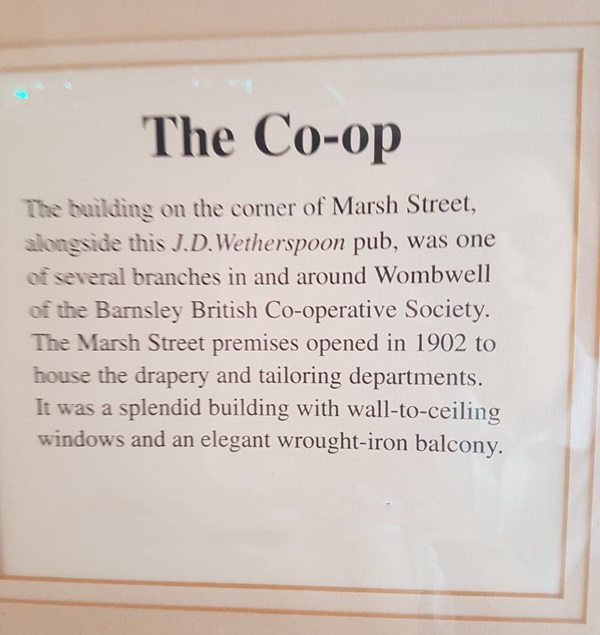 The Co-op
The building on the corner of Marsh Street,
alongside this J.D.Wetherspoon pub, was one
of several branches in and around Wombwell
of the Barnsley British Co-operative Society.
The Marsh Street premises opened in 1902 to
house the drapery and tailoring departments.
It was a splendid building with wall-to-ceiling
windows and an elegant wrought-iron balcony.